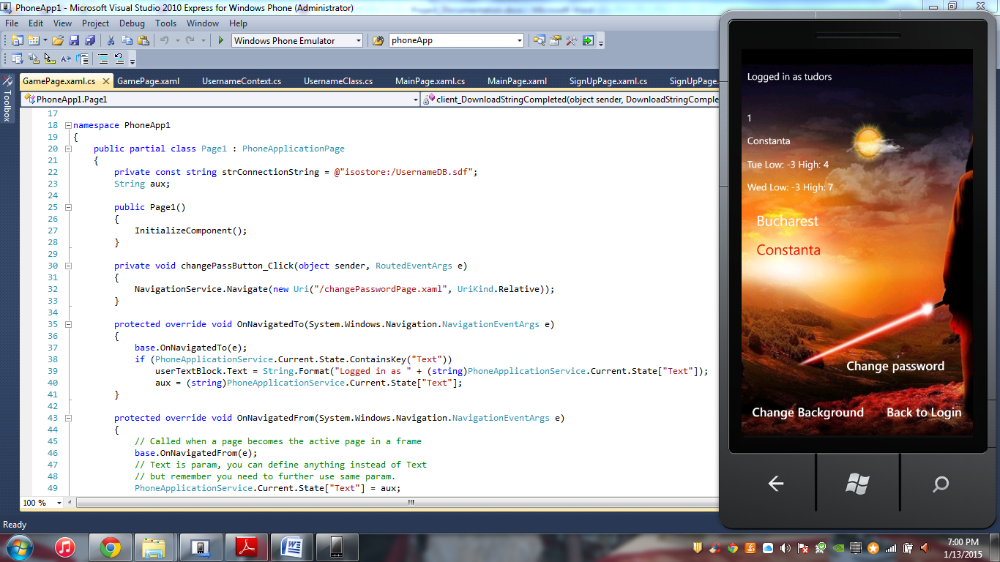 PhoneApp1 - Microsoft Visual Studio 2010 Express for Windows Phone (Administrator)
File Edit View Project Debug Tools Window Help
Windows Phone Emulator phoneApp
GamePage.xaml.cs GamePage.xaml UsernameContext.cs UsernameClass.cs MainPage.xaml.cs MainPage.xaml SignUpPage.xaml.cs SignUpPage.
Toolbox
PhoneApp1.Page1 client_DownloadStringCompleted(object sender, DownloadStringComple
17
18 namespace PhoneApp1
19 {
20 public partial class Page1 : PhoneApplicationPage
21 {
22 private const string strConnectionString = @"isostore:/UsernameDB.sdf";
23 String aux;
24
25 public Page1()
26 {
27 InitializeComponent();
28 }
29
30 private void changePassButton_Click(object sender, RoutedEventArgs e)
31 {
32 NavigationService.Navigate(new Uri("/changePasswordPage.xaml", UriKind.Relative));
33 }
34
35 protected override void OnNavigatedTo(System.Windows.Navigation.NavigationEventArgs e)
36 {
37 base.OnNavigatedTo(e);
38 if (PhoneApplicationService.Current.State.ContainsKey("Text"))
39 userTextBlock.Text = String.Format("Logged in as " + (string)PhoneApplicationService.Current.State["Text"]);
40 aux = (string)PhoneApplicationService.Current.State["Text"];
41 }
42
43 protected override void OnNavigatedFrom(System.Windows.Navigation.NavigationEventArgs e)
44 {
45 // Called when a page becomes the active page in a frame
46 base.OnNavigatedFrom(e);
47 // Text is param, you can define anything instead of Text
48 // but remember you need to further use same param.
49 PhoneApplicationService.Current.State["Text"] = aux;
100 %
Ready
Logged in as tudors
1
Constanta
Tue Low: -3 High: 4
Wed Low: -3 High: 7
Bucharest
Constanta
Change password
Change Background Back to Login
7:00 PM
1/13/2015